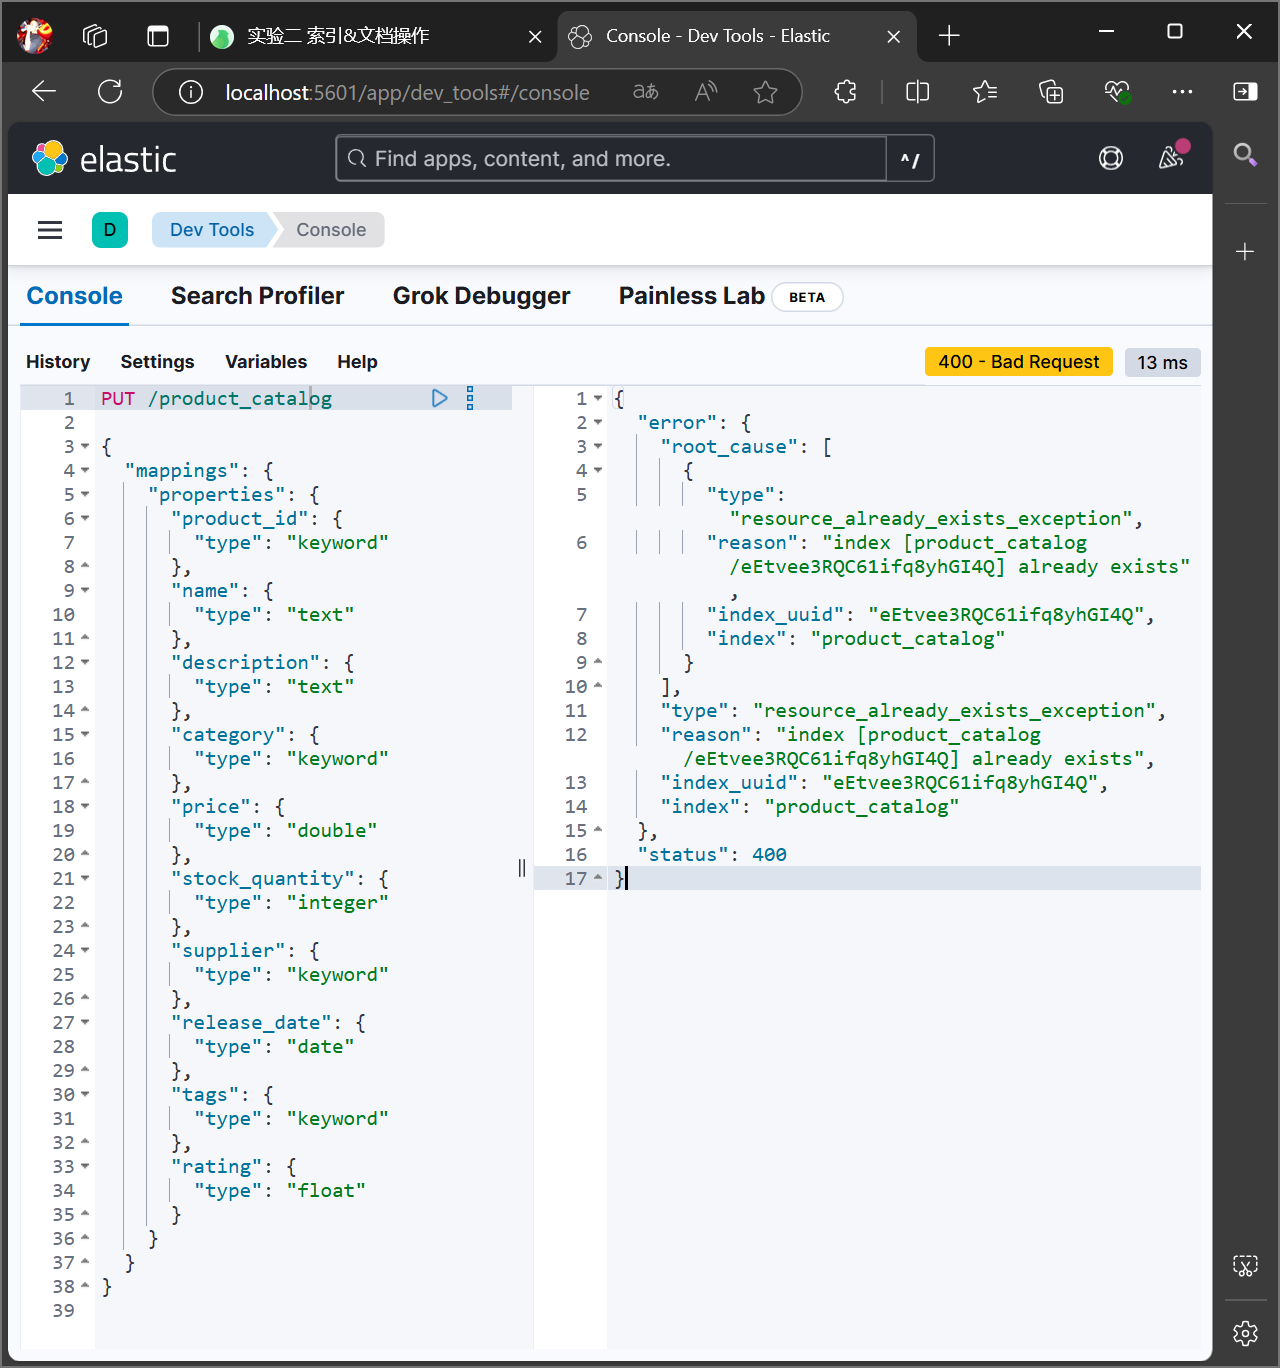 实验二 索引&文档操作
Console - Dev Tools - Elastic
localhost:5601/app/dev_tools#/console
elastic
Find apps, content, and more.
^/
D
Dev Tools
Console
Console
Search Profiler
Grok Debugger
Painless Lab
BETA
History
Settings
Variables
Help
400 - Bad Request
13 ms
1 PUT /product_catalog
2
3 {
4 "mappings": {
5 "properties": {
6 "product_id": {
7 "type": "keyword"
8 },
9 "name": {
10 "type": "text"
11 },
12 "description": {
13 "type": "text"
14 },
15 "category": {
16 "type": "keyword"
17 },
18 "price": {
19 "type": "double"
20 },
21 "stock_quantity": {
22 "type": "integer"
23 },
24 "supplier": {
25 "type": "keyword"
26 },
27 "release_date": {
28 "type": "date"
29 },
30 "tags": {
31 "type": "keyword"
32 },
33 "rating": {
34 "type": "float"
35 }
36 }
37 }
38 }
39
1 {
2 "error": {
3 "root_cause": [
4 {
5 "type":
"resource_already_exists_exception",
6 "reason": "index [product_catalog
/eEtvee3RQC61ifq8yhGI4Q] already exists"
,
7 "index_uuid": "eEtvee3RQC61ifq8yhGI4Q",
8 "index": "product_catalog"
9 }
10 ],
11 "type": "resource_already_exists_exception",
12 "reason": "index [product_catalog
/eEtvee3RQC61ifq8yhGI4Q] already exists",
13 "index_uuid": "eEtvee3RQC61ifq8yhGI4Q",
14 "index": "product_catalog"
15 },
16 "status": 400
17 }